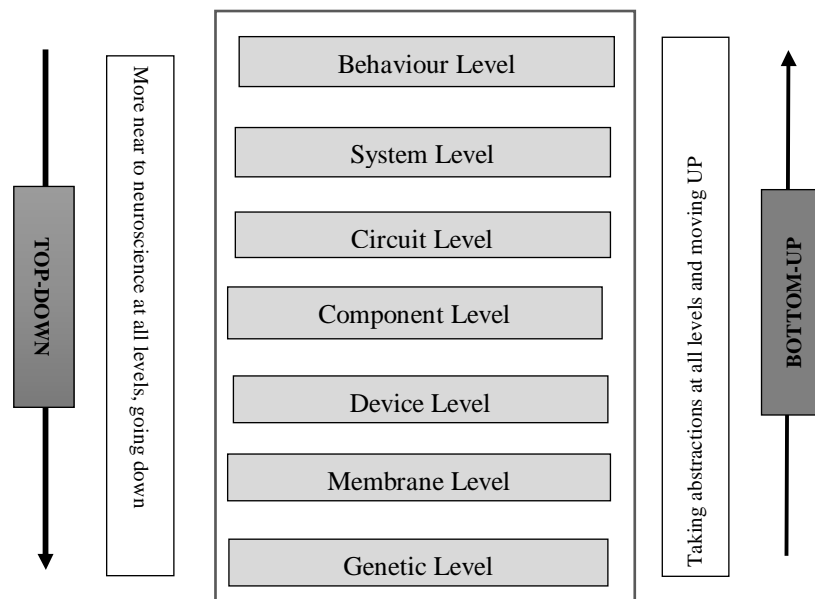 TOP-DOWN
More near to neuroscience at all levels, going down
Behaviour Level
System Level
Circuit Level
Component Level
Device Level
Membrane Level
Genetic Level
Taking abstractions at all levels and moving UP
BOTTOM-UP